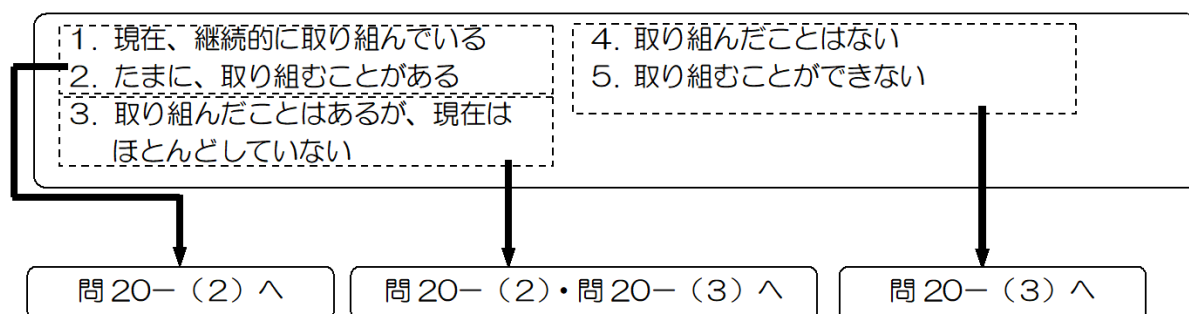 1. 現在、継続的に取り組んでいる
2. たまに、取り組むことがある
3. 取り組んだことはあるが、現在は
ほとんどしていない
4. 取り組んだことはない
5. 取り組むことができない
問20−（2）へ
問20−（2）・問20−（3）へ
問20−（3）へ